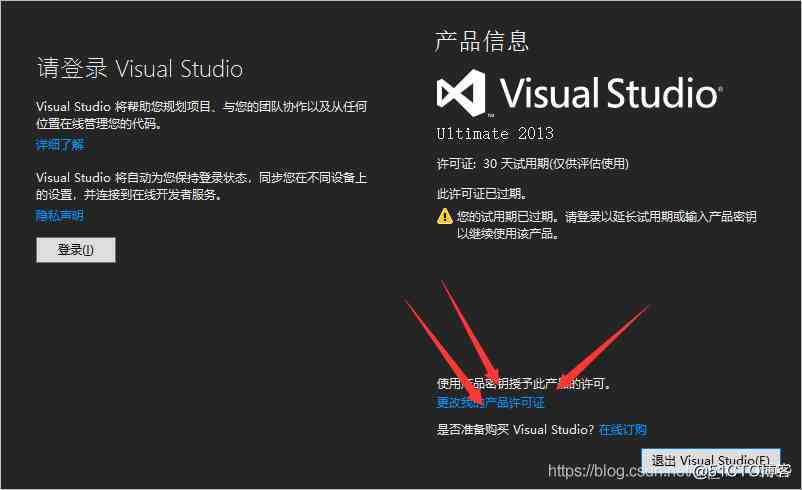 请登录 Visual Studio
Visual Studio 将帮助您规划项目、与您的团队协作以及从任何
位置在线管理您的代码。
详细了解
Visual Studio 将自动为您保持登录状态，同步您在不同设备上
的设置，并连接到在线开发者服务。
隐私声明
登录(I)
产品信息
Visual Studio®
™
Ultimate 2013
许可证: 30 天试用期(仅供评估使用)
此许可证已过期。
您的试用期已过期。请登录以延长试用期或输入产品密钥
以继续使用该产品。
使用产品密钥授予此产品的许可。
更改我的产品许可证
是否准备购买 Visual Studio? 在线订购
退出 Visual Studio(E)
https://blog.csdn.net/
@51CTO博客